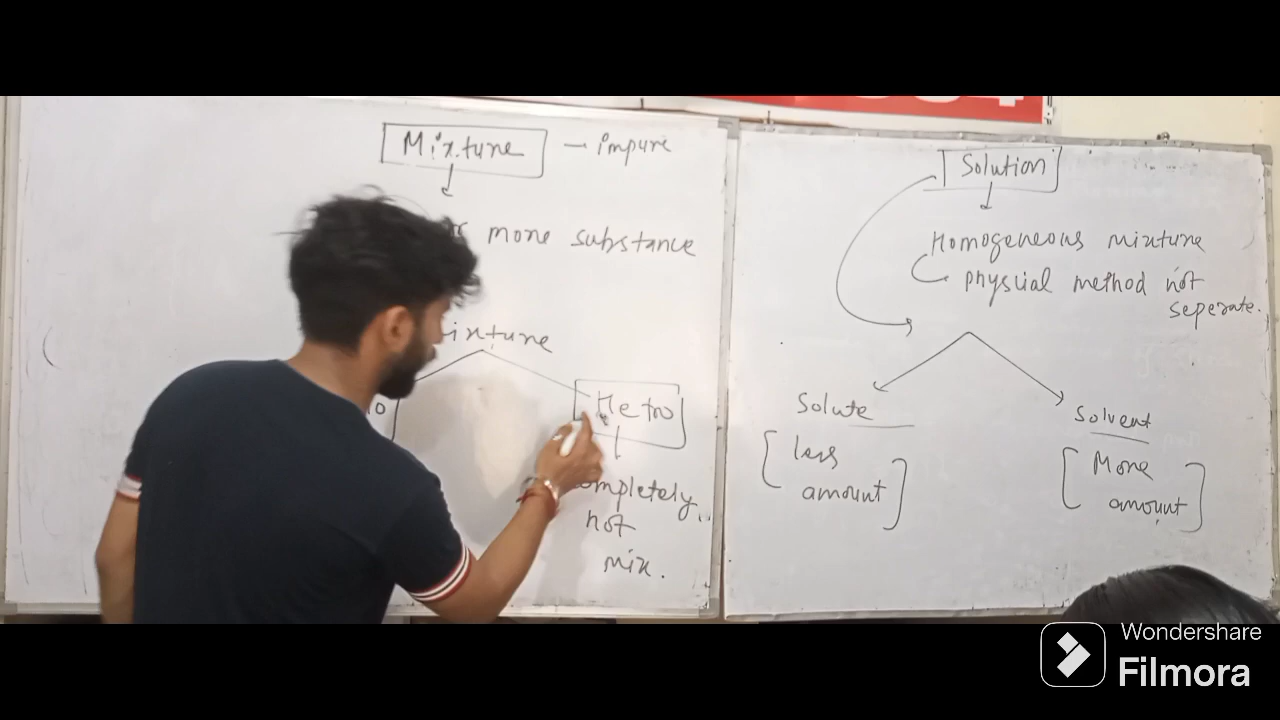 Mixture → impure
more substance
ixture
Hetro
ompletely
not
mix.
Solution
Homogeneous mixture
physcial method not
seperate.
Solute
less
amount
Solvent
More
amount
Wondershare
Filmora